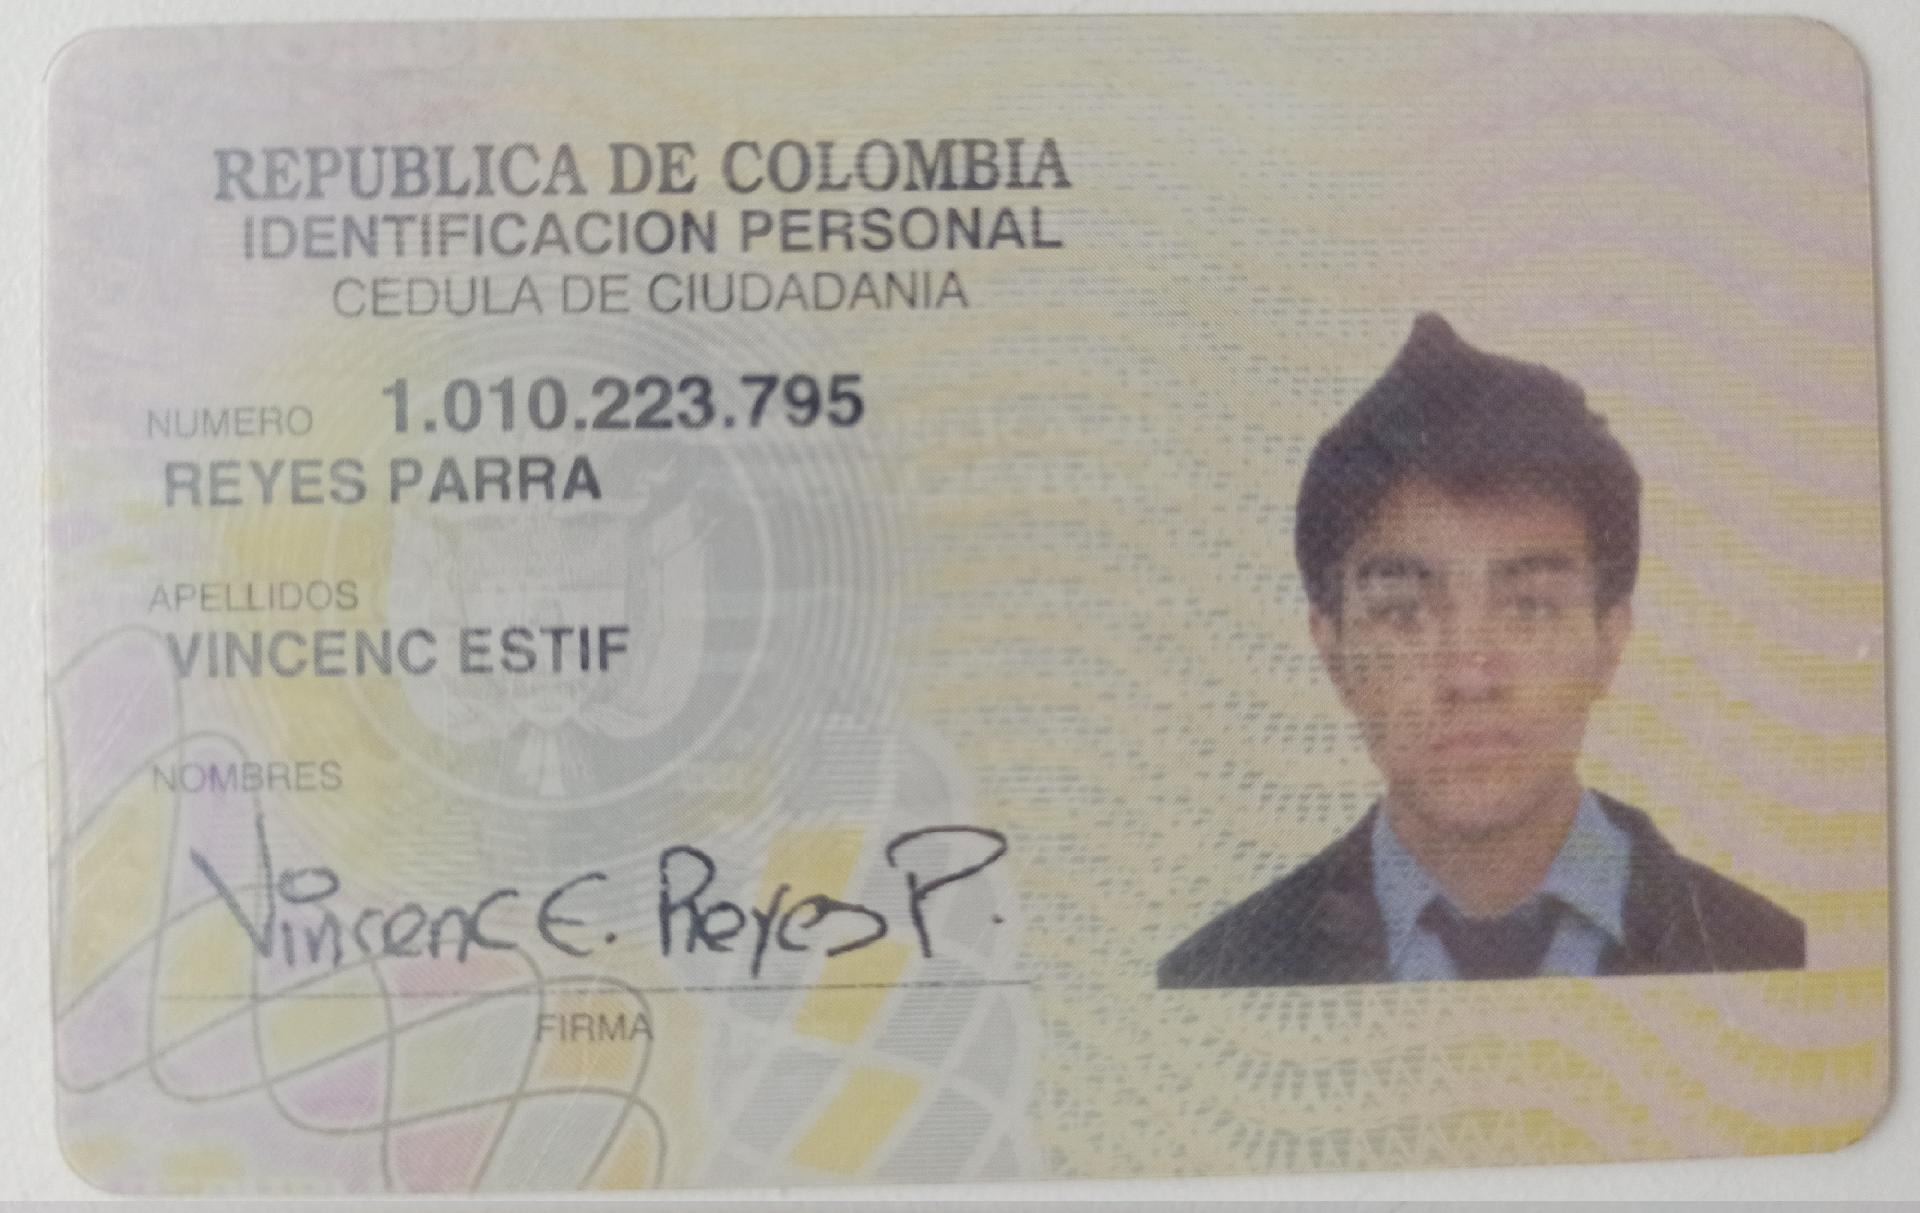 REPUBLICA DE COLOMBIA
IDENTIFICACION PERSONAL
CEDULA DE CIUDADANIA
NUMERO 1.010.223.795
REYES PARRA
APELLIDOS
VINCENC ESTIF
NOMBRES
Vincenc E. Reyes P.
FIRMA